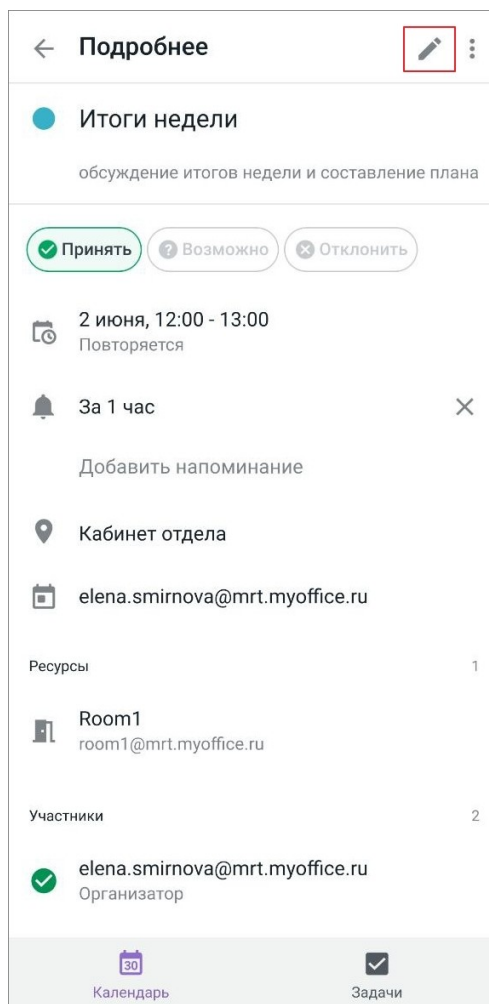 Подробнее
Итоги недели
обсуждение итогов недели и составление плана
Принять Возможно Отклонить
2 июня, 12:00 - 13:00
Повторяется
За 1 час
Добавить напоминание
Кабинет отдела
elena.smirnova@mrt.myoffice.ru
Ресурсы 1
Room1
room1@mrt.myoffice.ru
Участники 2
elena.smirnova@mrt.myoffice.ru
Организатор
30
Календарь Задачи